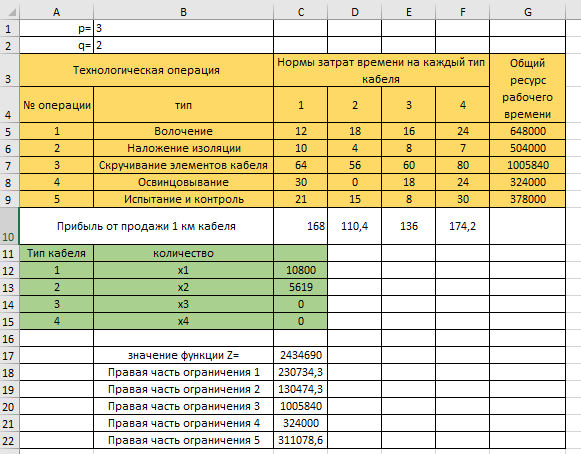 A B C D E F G
1 p= 3
2 q= 2
3 Технологическая операция Нормы затрат времени на каждый тип кабеля Общий ресурс рабочего времени
4 № операции тип 1 2 3 4
5 1 Волочение 12 18 16 24 648000
6 2 Наложение изоляции 10 4 8 7 504000
7 3 Скручивание элементов кабеля 64 56 60 80 1005840
8 4 Освинцовывание 30 0 18 24 324000
9 5 Испытание и контроль 21 15 8 30 378000
10 Прибыль от продажи 1 км кабеля 168 110,4 136 174,2
11 Тип кабеля количество
12 1 x1 10800
13 2 x2 5619
14 3 x3 0
15 4 x4 0
16
17 значение функции Z= 2434690
18 Правая часть ограничения 1 230734,3
19 Правая часть ограничения 2 130474,3
20 Правая часть ограничения 3 1005840
21 Правая часть ограничения 4 324000
22 Правая часть ограничения 5 311078,6